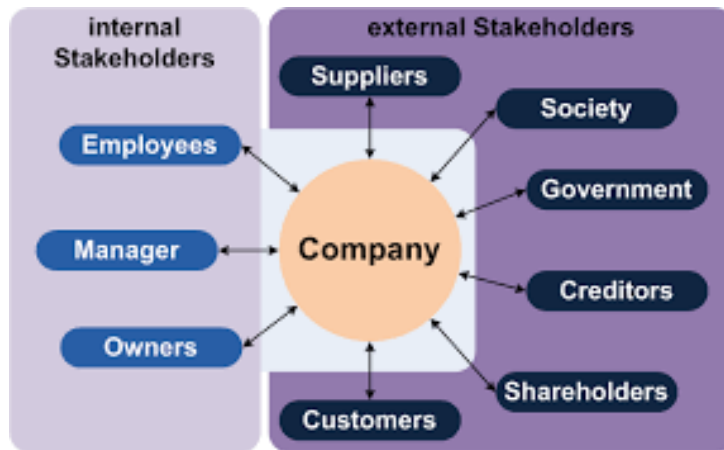 internal
Stakeholders
external Stakeholders
Suppliers
Society
Employees
Government
Manager
Company
Creditors
Owners
Shareholders
Customers